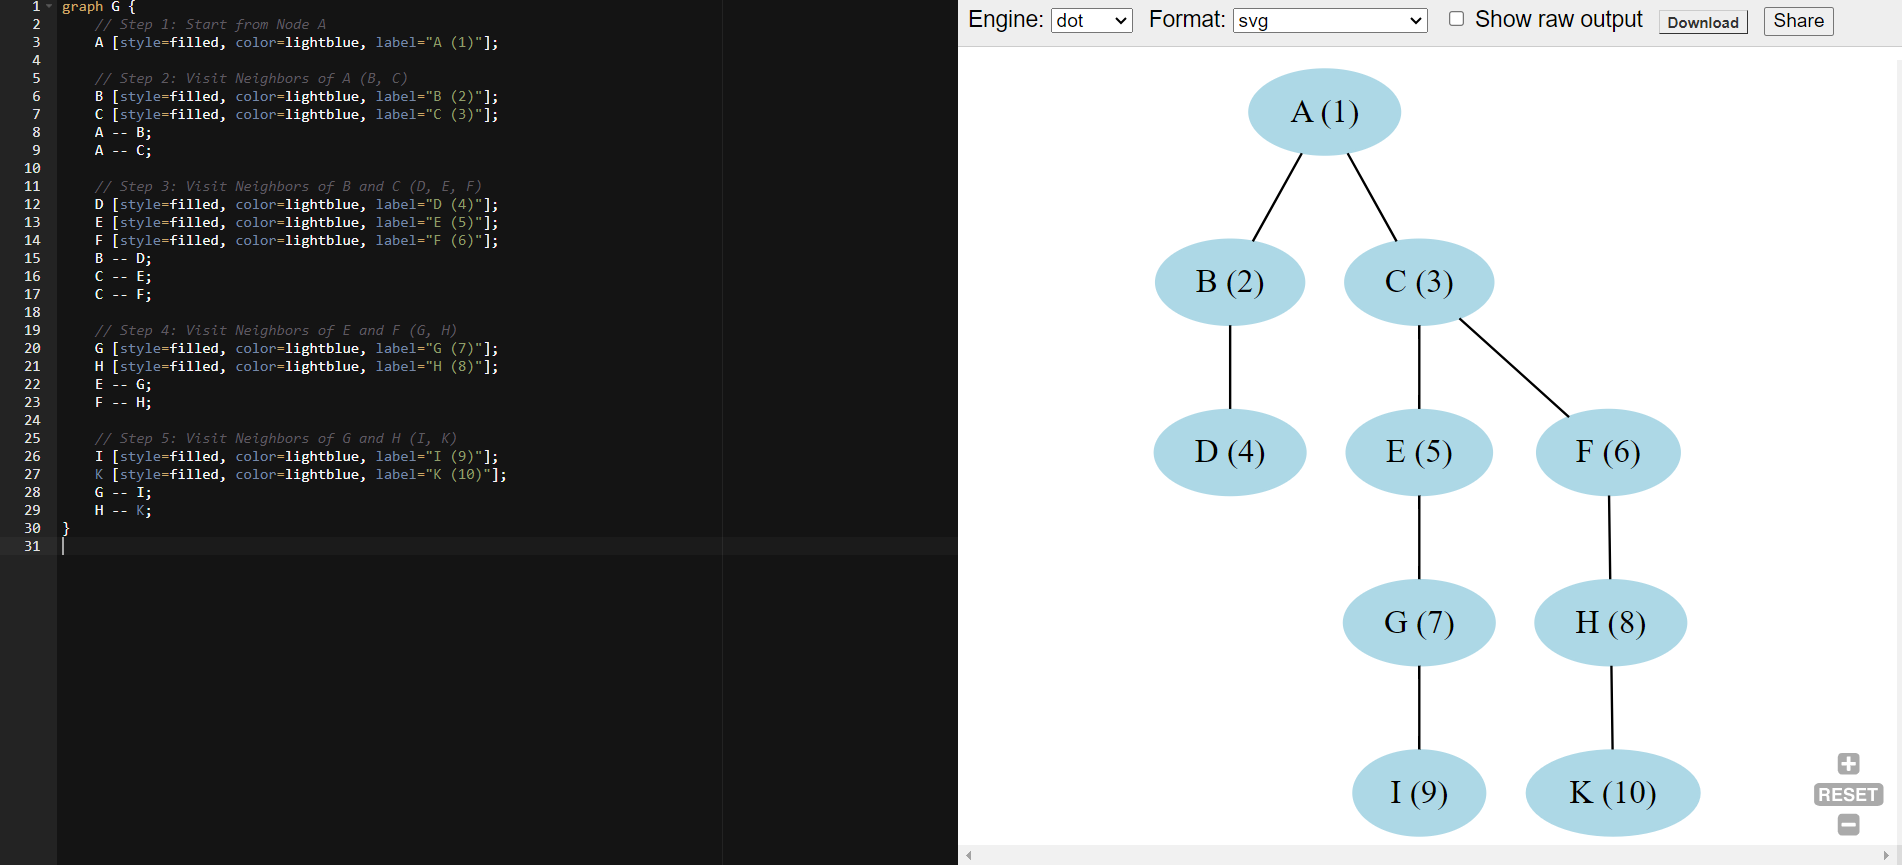 1 graph G {
2 // Step 1: Start from Node A
3 A [style=filled, color=lightblue, label="A (1)"];
4
5 // Step 2: Visit Neighbors of A (B, C)
6 B [style=filled, color=lightblue, label="B (2)"];
7 C [style=filled, color=lightblue, label="C (3)"];
8 A -- B;
9 A -- C;
10
11 // Step 3: Visit Neighbors of B and C (D, E, F)
12 D [style=filled, color=lightblue, label="D (4)"];
13 E [style=filled, color=lightblue, label="E (5)"];
14 F [style=filled, color=lightblue, label="F (6)"];
15 B -- D;
16 C -- E;
17 C -- F;
18
19 // Step 4: Visit Neighbors of E and F (G, H)
20 G [style=filled, color=lightblue, label="G (7)"];
21 H [style=filled, color=lightblue, label="H (8)"];
22 E -- G;
23 F -- H;
24
25 // Step 5: Visit Neighbors of G and H (I, K)
26 I [style=filled, color=lightblue, label="I (9)"];
27 K [style=filled, color=lightblue, label="K (10)"];
28 G -- I;
29 H -- K;
30 }
31
Engine: dot Format: svg Show raw output Download Share
A (1)
B (2) C (3)
D (4) E (5) F (6)
G (7) H (8)
I (9) K (10)
RESET